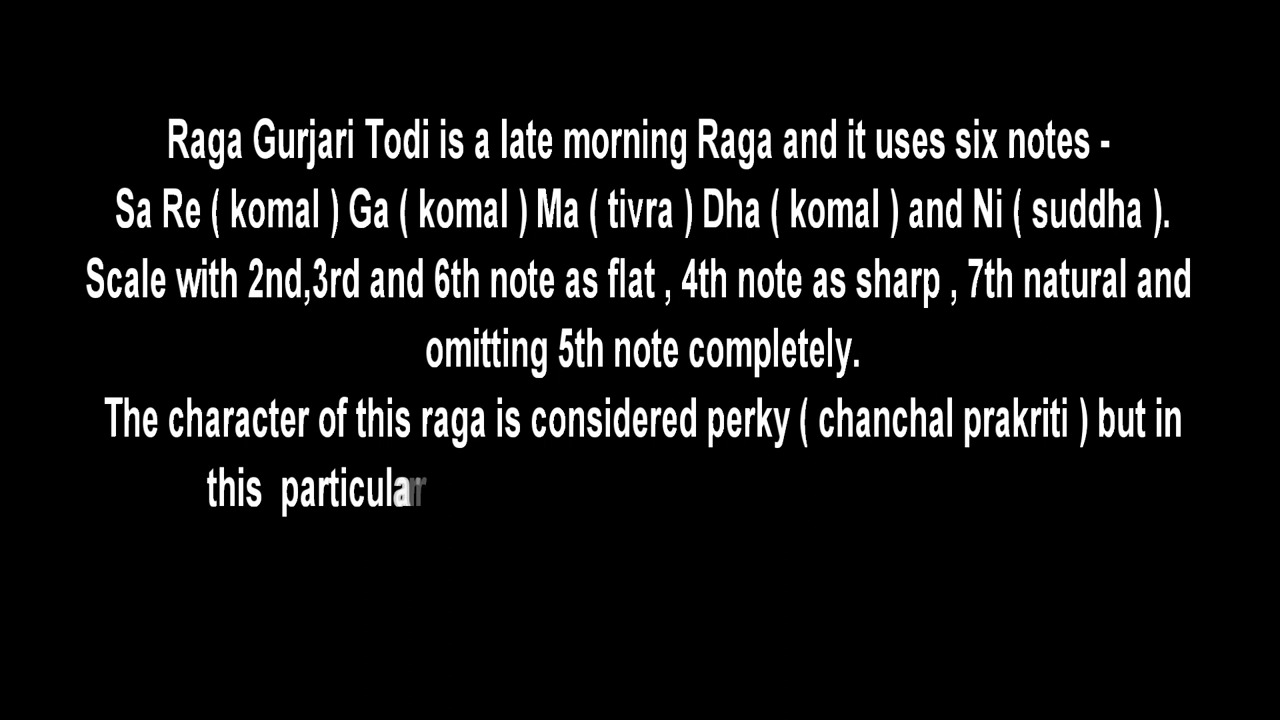 Raga Gurjari Todi is a late morning Raga and it uses six notes -
Sa Re ( komal ) Ga ( komal ) Ma ( tivra ) Dha ( komal ) and Ni ( suddha ).
Scale with 2nd,3rd and 6th note as flat , 4th note as sharp , 7th natural and
omitting 5th note completely.
The character of this raga is considered perky ( chanchal prakriti ) but in
this particular